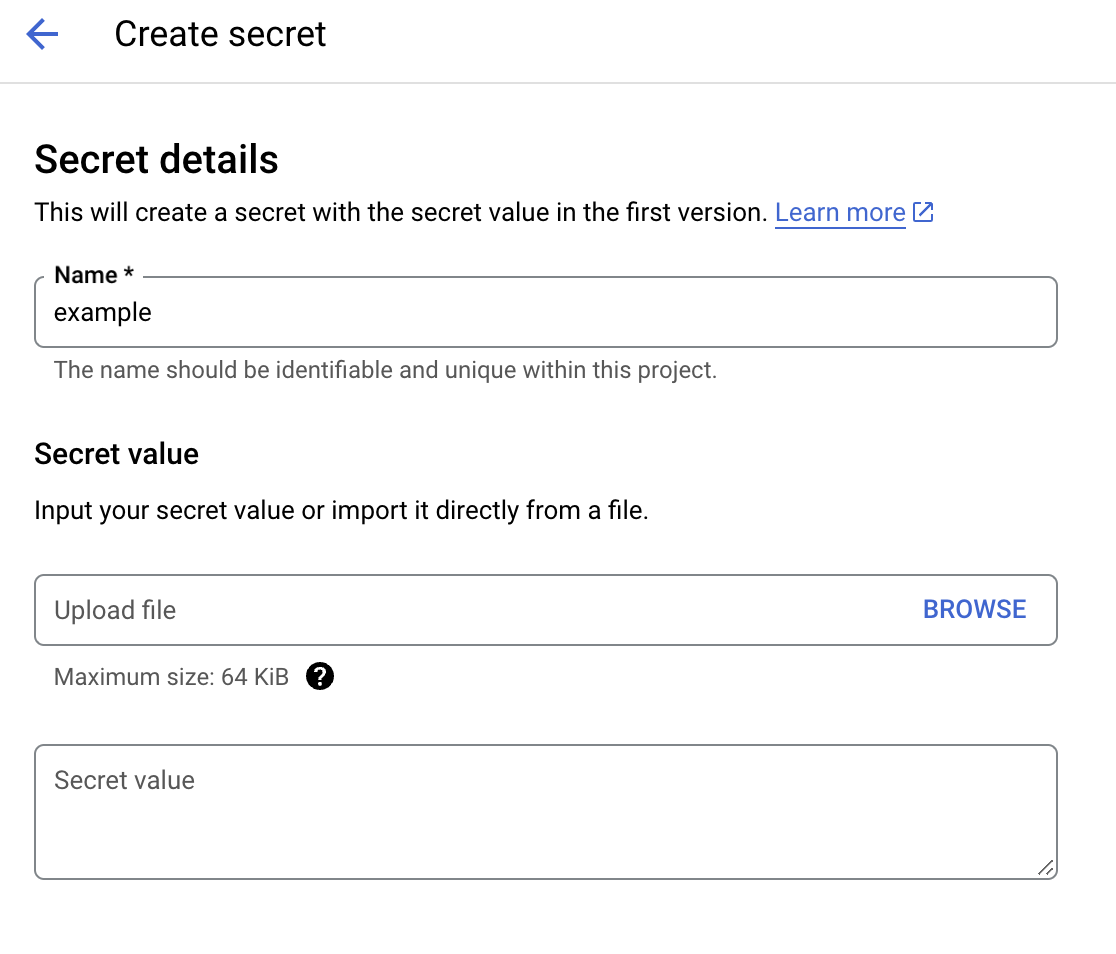 Create secret
Secret details
This will create a secret with the secret value in the first version. Learn more
Name *
example
The name should be identifiable and unique within this project.
Secret value
Input your secret value or import it directly from a file.
Upload file BROWSE
Maximum size: 64 KiB ?
Secret value